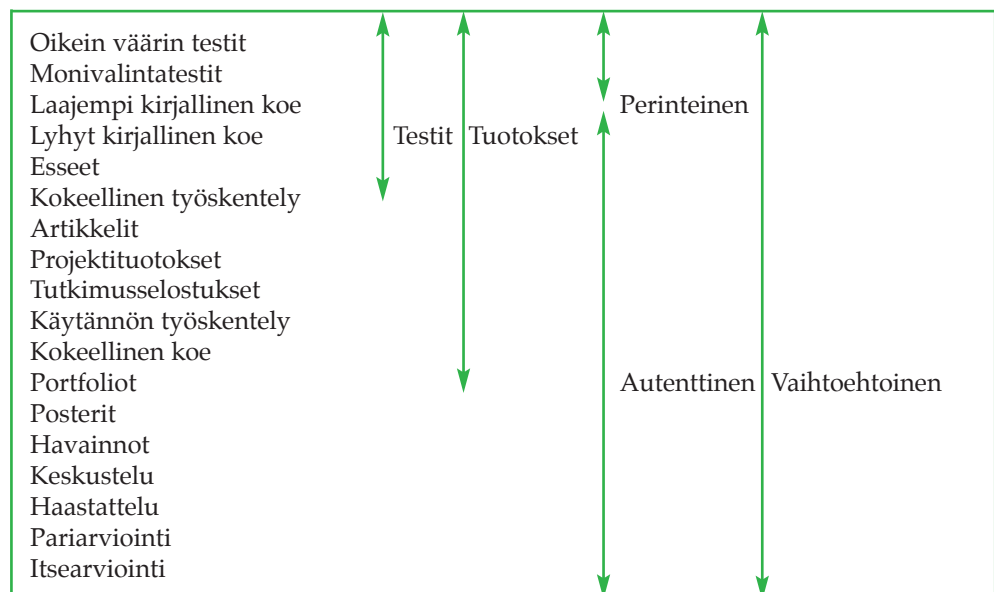 Oikein väärin testit
Monivalintatestit
Laajempi kirjallinen koe
Perinteinen
Lyhyt kirjallinen koe
Testit
Tuotokset
Esseet
Kokeellinen työskentely
Artikkelit
Projektituotokset
Tutkimusselostukset
Käytännön työskentely
Kokeellinen koe
Portfoliot
Autenttinen
Vaihtoehtoinen
Posterit
Havainnot
Keskustelu
Haastattelu
Pariarviointi
Itsearviointi